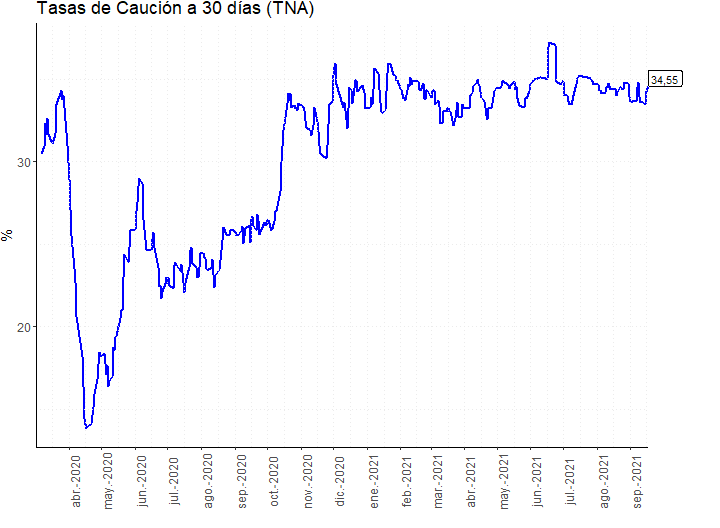 Tasas de Caución a 30 días (TNA)
34,55
30
%
20
abr.-2020
may.-2020
jun.-2020
jul.-2020
ago.-2020
sep.-2020
oct.-2020
nov.-2020
dic.-2020
ene.-2021
feb.-2021
mar.-2021
abr.-2021
may.-2021
jun.-2021
jul.-2021
ago.-2021
sep.-2021